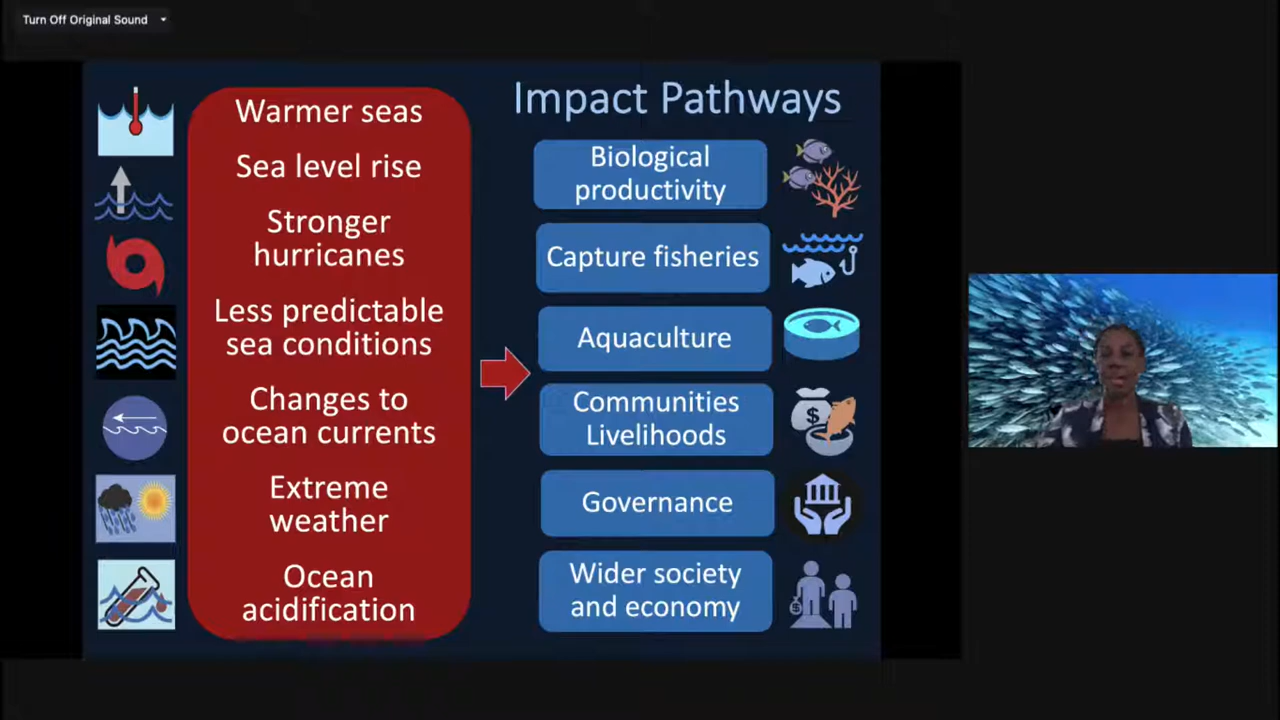 Turn Off Original Sound
Warmer seas
Sea level rise
Stronger
hurricanes
Less predictable
sea conditions
Changes to
ocean currents
Extreme
weather
Ocean
acidification
Impact Pathways
Biological
productivity
Capture fisheries
Aquaculture
Communities
Livelihoods
$
Governance
Wider society
and economy